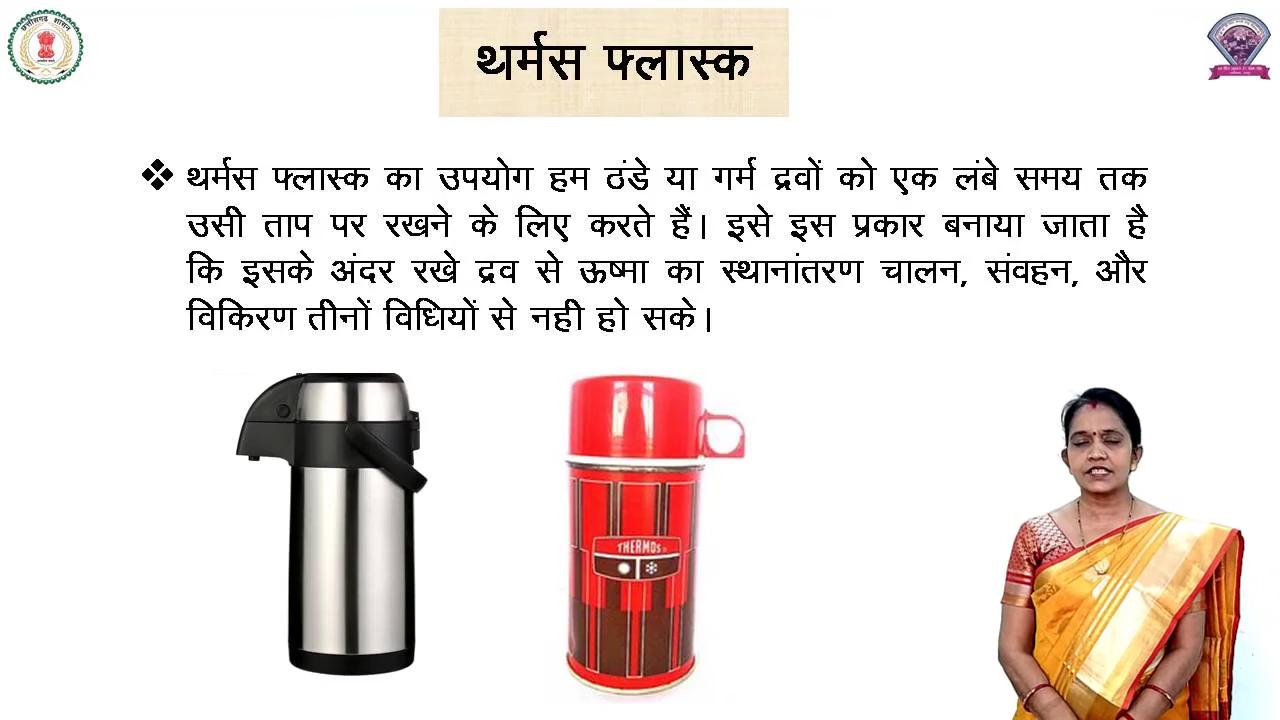 थर्मस फ्लास्क
❖ थर्मस फ्लास्क का उपयोग हम ठंडे या गर्म द्रवों को एक लंबे समय तक
उसी ताप पर रखने के लिए करते हैं। इसे इस प्रकार बनाया जाता है
कि इसके अंदर रखे द्रव से ऊष्मा का स्थानांतरण चालन, संवहन, और
विकिरण तीनों विधियों से नही हो सके।
THERMOS